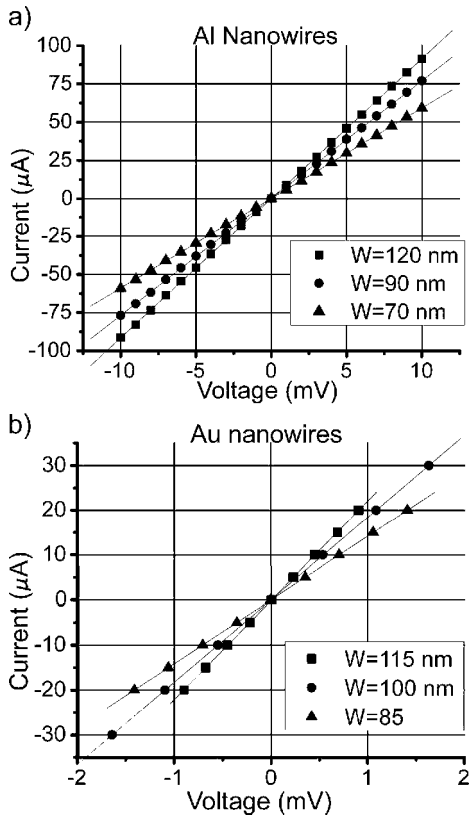 a)
Al Nanowires
100
75
50
25
0
-25
-50
-75
-100
Current (μA)
W=120 nm
W=90 nm
W=70 nm
-10 -5 0 5 10
Voltage (mV)
b)
Au nanowires
30
20
10
0
-10
-20
-30
Current (μA)
W=115 nm
W=100 nm
W=85
-2 -1 0 1 2
Voltage (mV)